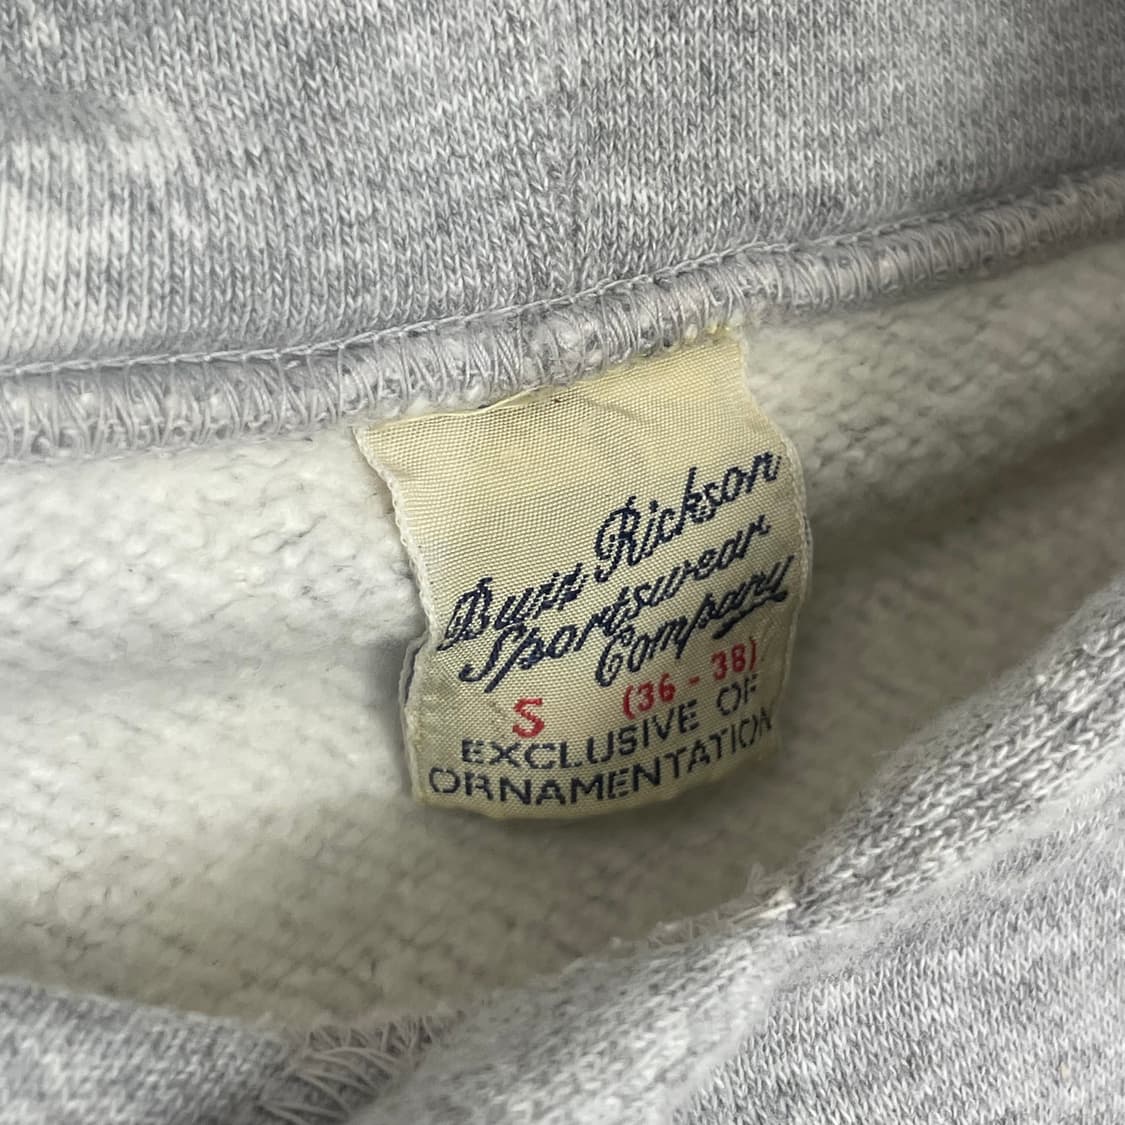 Buzz Rickson
Sportswear
Company
S (36-38)
EXCLUSIVE OF
ORNAMENTATION